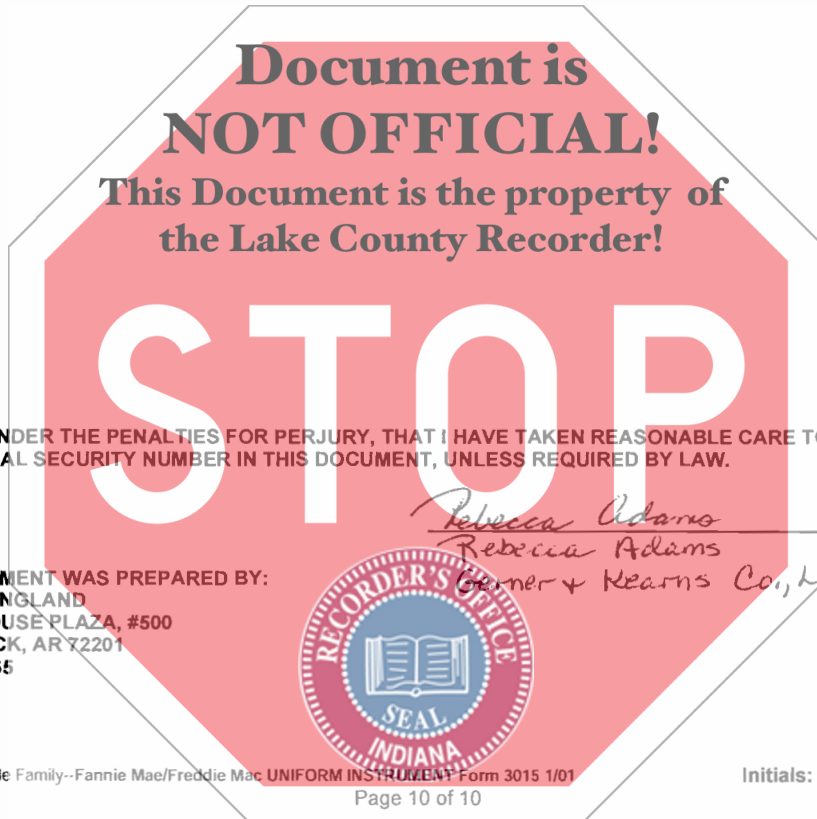 Document is
NOT OFFICIAL!
This Document is the property of
the Lake County Recorder!
STOP
NDER THE PENALTIES FOR PERJURY, THAT I HAVE TAKEN REASONABLE CARE TO
AL SECURITY NUMBER IN THIS DOCUMENT, UNLESS REQUIRED BY LAW.
Rebecca Adams
Rebecca Adams
MENT WAS PREPARED BY:
Gerner + Kearns Co., L
NGLAND
USE PLAZA, #500
CK, AR 72201
65
RECORDER'S OFFICE
SEAL
INDIANA
le Family--Fannie Mae/Freddie Mac UNIFORM INSTRUMENT Form 3015 1/01
Initials:
Page 10 of 10